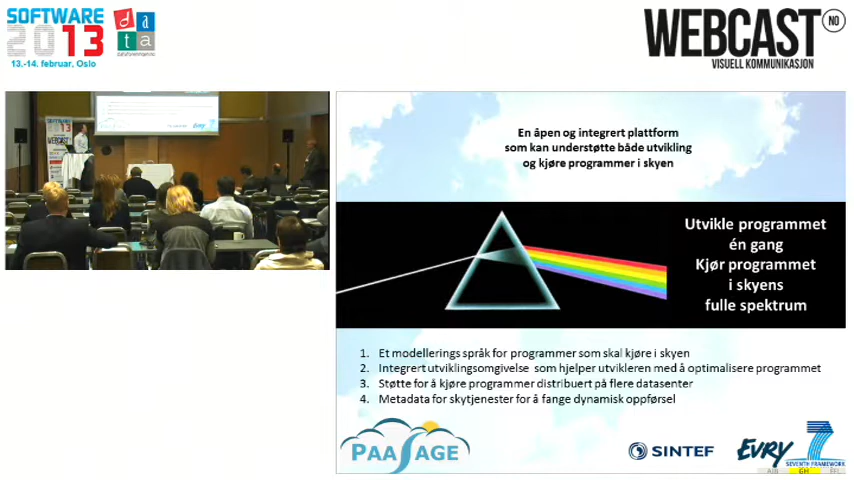 SOFTWARE
2013
13.-14. februar, Oslo
data
WEBCAST NO
VISUELL KOMMUNIKASJON
En åpen og integrert plattform
som kan understøtte både utvikling
og kjøre programmer i skyen
Utvikle programmet
én gang
Kjør programmet
i skyens
fulle spektrum
1. Et modellerings språk for programmer som skal kjøre i skyen
2. Integrert utviklingsomgivelse som hjelper utvikleren med å optimalisere programmet
3. Støtte for å kjøre programmer distribuert på flere datasenter
4. Metadata for skytjenester for å fange dynamisk oppførsel
PAASAGE
SINTEF
EVRY
7
SEVENTH FRAMEWORK